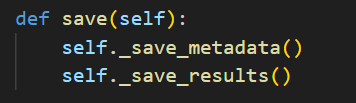 def save(self):
    self._save_metadata()
    self._save_results()